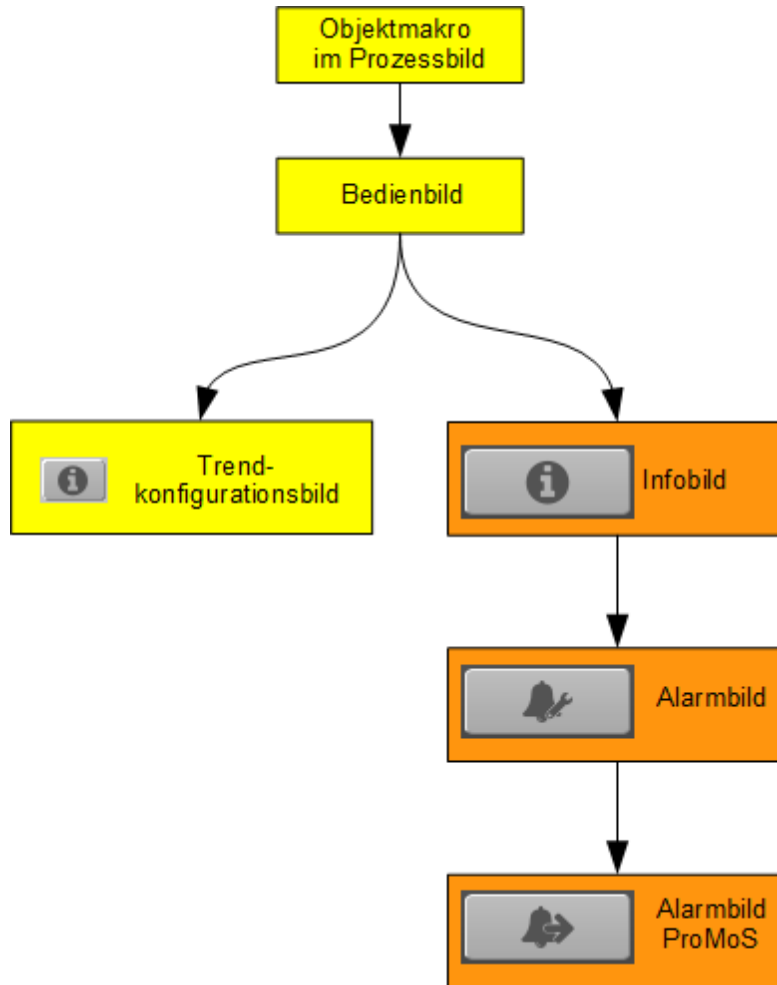 Objektmakro
im Prozessbild
Bedienbild
Trend-
konfigurationsbild
Infobild
Alarmbild
Alarmbild
ProMoS